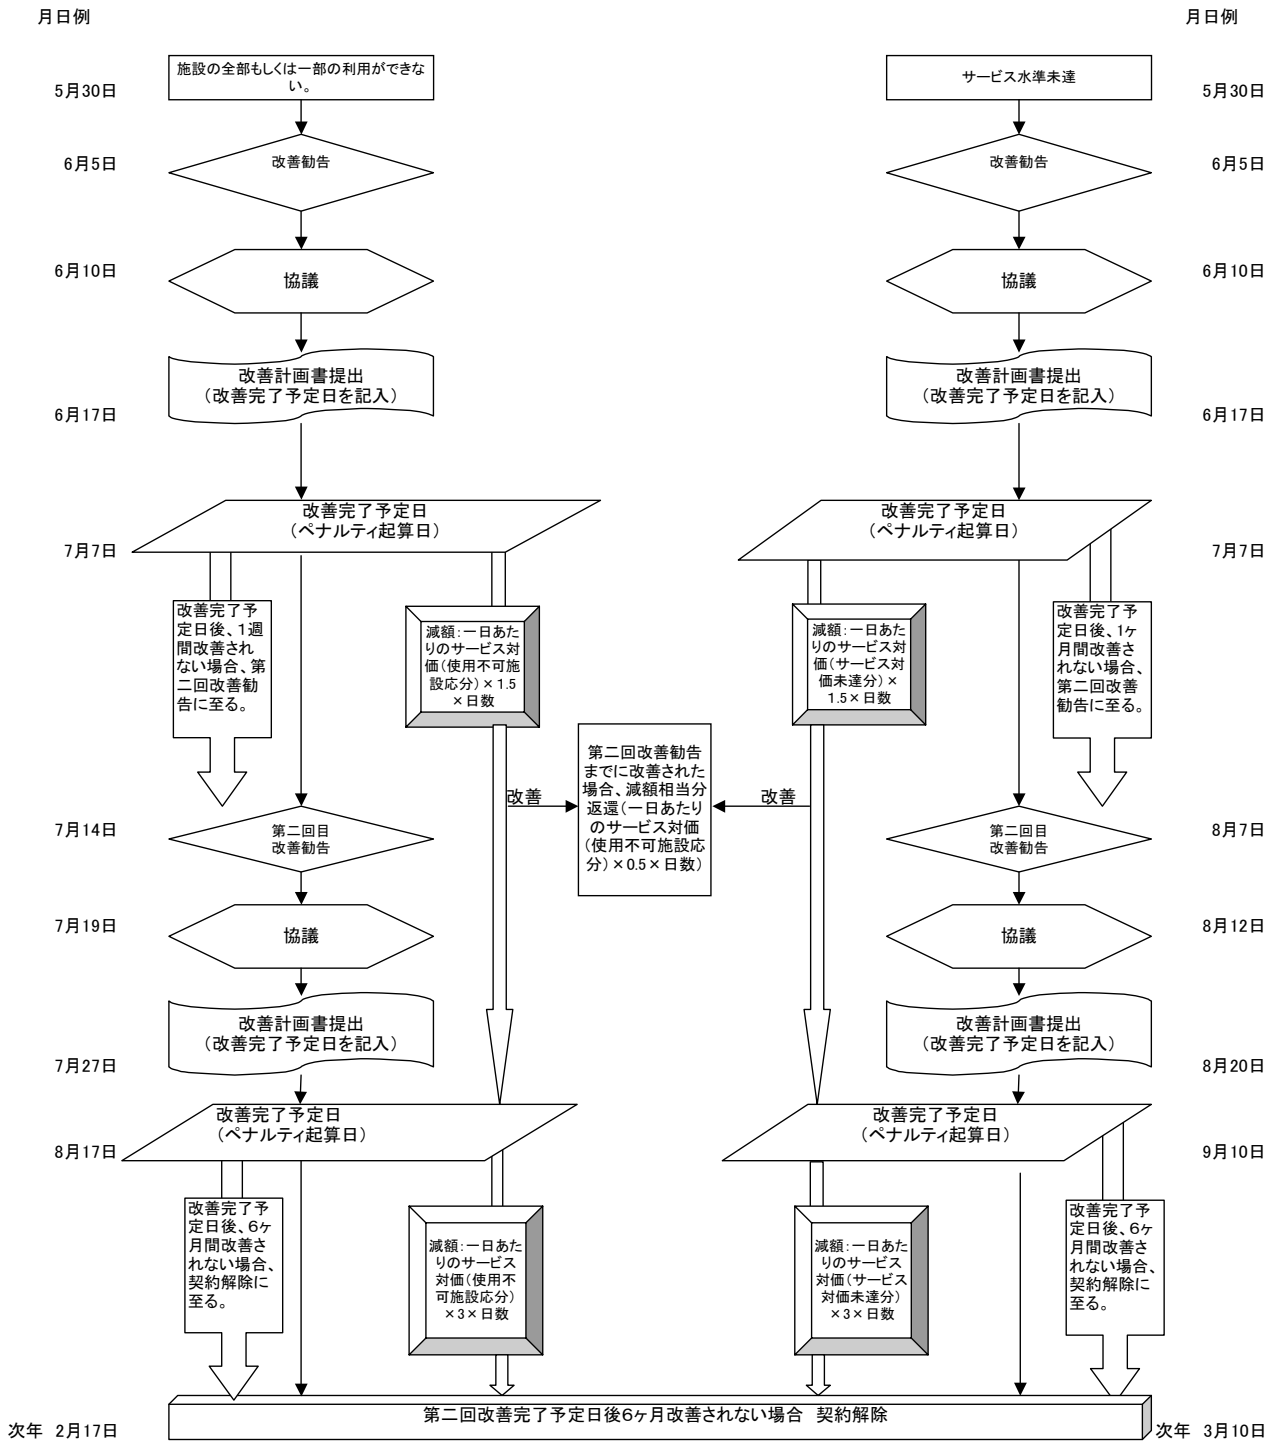 月日例
月日例
施設の全部もしくは一部の利用ができな
い。
サービス水準未達
5月30日
5月30日
改善勧告
改善勧告
6月5日
6月5日
協議
協議
6月10日
6月10日
改善計画書提出
（改善完了予定日を記入）
改善計画書提出
（改善完了予定日を記入）
6月17日
6月17日
改善完了予定日
（ペナルティ起算日）
改善完了予定日
（ペナルティ起算日）
7月7日
7月7日
改善完了予
定日後、1週
間改善され
ない場合、第
二回改善勧
告に至る。
減額：一日あた
りのサービス対
価（使用不可施
設応分）×1.5
×日数
減額：一日あた
りのサービス対
価（サービス対
価未達分）×
1.5×日数
改善完了予
定日後、1ヶ
月間改善さ
れない場合、
第二回改善
勧告に至る。
第二回改善勧告
までに改善された
場合、減額相当分
返還（一日あたり
のサービス対価
（使用不可施設応
分）×0.5×日数）
改善
改善
7月14日
第二回目
改善勧告
第二回目
改善勧告
8月7日
7月19日
協議
協議
8月12日
改善計画書提出
（改善完了予定日を記入）
改善計画書提出
（改善完了予定日を記入）
7月27日
8月20日
改善完了予定日
（ペナルティ起算日）
改善完了予定日
（ペナルティ起算日）
8月17日
9月10日
改善完了予
定日後、6ヶ
月間改善さ
れない場合、
契約解除に
至る。
減額：一日あた
りのサービス
対価（使用不
可施設応分）
×3×日数
減額：一日あた
りのサービス
対価（サービス
対価未達分）
×3×日数
改善完了予
定日後、6ヶ
月間改善さ
れない場合、
契約解除に
至る。
第二回改善完了予定日後6ヶ月改善されない場合　契約解除
次年 2月17日
次年 3月10日